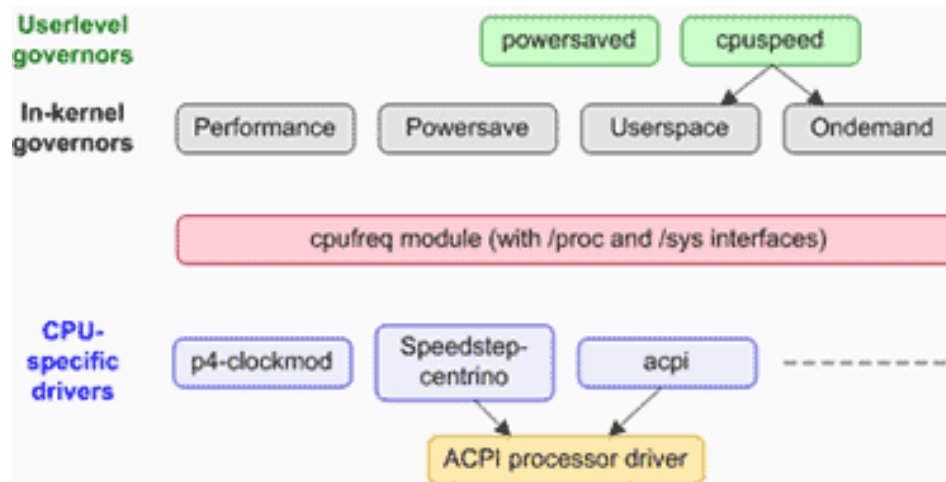 Userlevel
governors
powersaved
cpuspeed
In-kernel
governors
Performance
Powersave
Userspace
Ondemand
cpufreq module (with /proc and /sys interfaces)
CPU-
specific
drivers
p4-clockmod
Speedstep-
centrino
acpi
ACPI processor driver